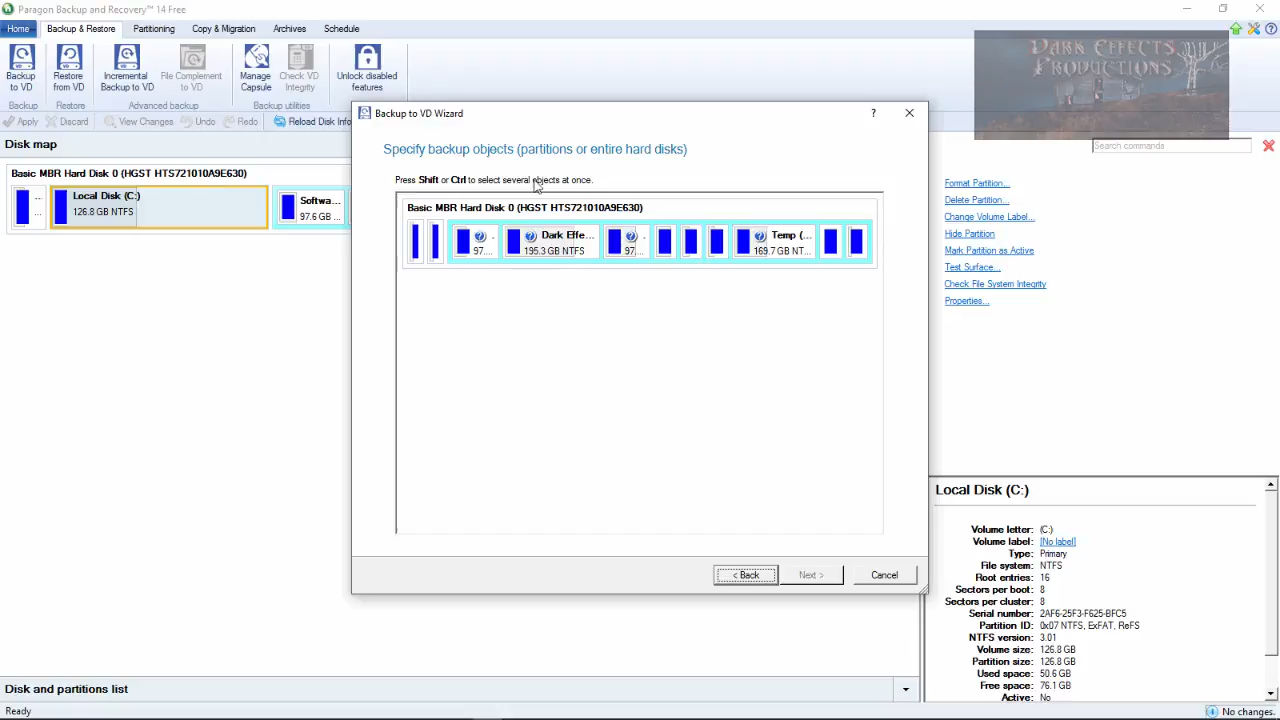 Paragon Backup and Recovery™ 14 Free
Home
Backup & Restore
Partitioning
Copy & Migration
Archives
Schedule
Backup
to VD
Restore
from VD
Incremental
Backup to VD
File Complement
to VD
Manage
Capsule
Check VD
Integrity
Unlock disabled
features
Backup
Restore
Advanced backup
Backup utilities
DARK EFFECTS
PRODUCTIONS
Apply
Discard
View Changes
Undo
Redo
Reload Disk Info
Search commands
Disk map
Basic MBR Hard Disk 0 (HGST HTS721010A9E630)
...
...
Local Disk (C:)
126.8 GB NTFS
Softwa...
97.6 GB ...
Backup to VD Wizard
?
Specify backup objects (partitions or entire hard disks)
Press Shift or Ctrl to select several objects at once.
Basic MBR Hard Disk 0 (HGST HTS721010A9E630)
97....
Dark Effe...
195.3 GB NTFS
97....
Temp (...
169.7 GB NT...
< Back
Next >
Cancel
Format Partition...
Delete Partition...
Change Volume Label...
Hide Partition
Mark Partition as Active
Test Surface...
Check File System Integrity
Properties...
Local Disk (C:)
Volume letter: (C:)
Volume label: [No label]
Type: Primary
File system: NTFS
Root entries: 16
Sectors per boot: 8
Sectors per cluster: 8
Serial number: 2AF6-25F3-F625-BFC5
Partition ID: 0x07 NTFS, ExFAT, ReFS
NTFS version: 3.01
Volume size: 126.8 GB
Partition size: 126.8 GB
Used space: 50.6 GB
Free space: 76.1 GB
Active: No
Disk and partitions list
Ready
No changes.